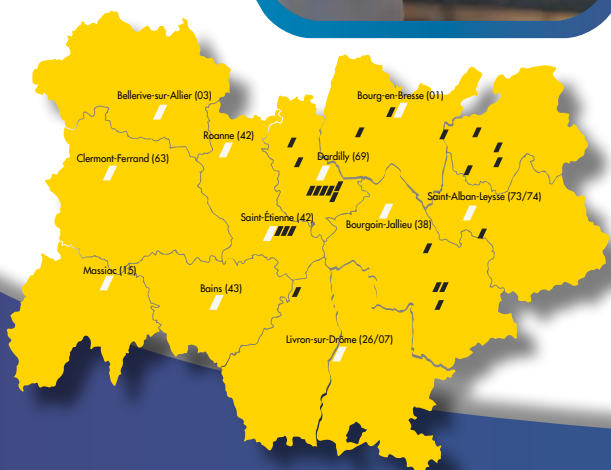 Bellerive-sur-Allier (03)
Bourg-en-Bresse (01)
Roanne (42)
Clermont-Ferrand (63)
Dardilly (69)
Saint-Alban-Leysse (73/74)
Saint-Étienne (42)
Bourgoin-Jallieu (38)
Massiac (15)
Bains (43)
Livron-sur-Drôme (26/07)